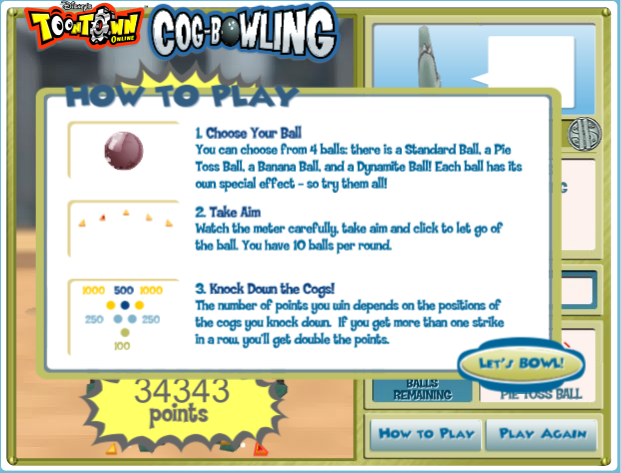 Disney's
TOONTOWN
ONLINE
COG-BOWLING
HOW TO PLAY
1. Choose Your Ball
You can choose from 4 balls: there is a Standard Ball, a Pie
Toss Ball, a Banana Ball, and a Dynamite Ball! Each ball has its
own special effect - so try them all!
2. Take Aim
Watch the meter carefully, take aim and click to let go of
the ball. You have 10 balls per round.
1000 500 1000
250 250
100
3. Knock Down the Cogs!
The number of points you win depends on the positions of
the cogs you knock down. If you get more than one strike
in a row, you'll get double the points.
LET'S BOWL!
34343
points
BALLS
REMAINING
PIE TOSS BALL
HOW TO PLAY
PLAY AGAIN